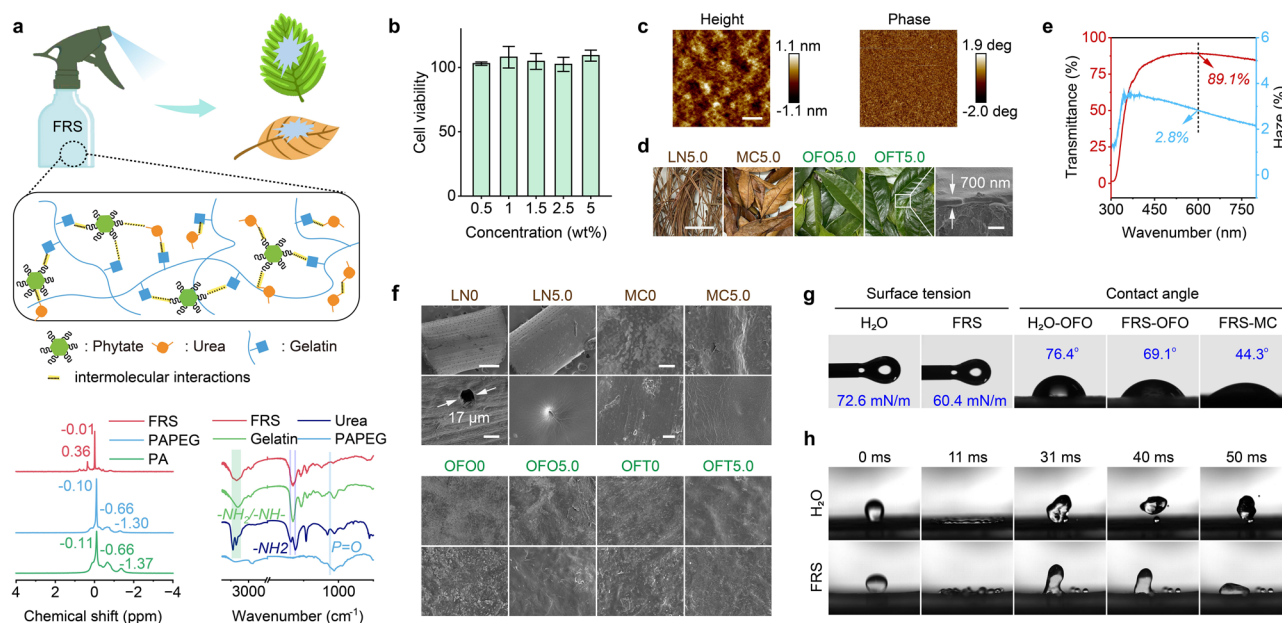 a
FRS
: Phytate
: Urea
: Gelatin
intermolecular interactions
FRS
PAPEG
PA
-0.01
0.36
-0.10
-0.66
-1.30
-0.11
-0.66
-1.37
4 2 0 -2 -4
Chemical shift (ppm)
FRS
Urea
Gelatin
PAPEG
-NH₂/-NH-
-NH2
P=O
3000 1000
Wavenumber (cm⁻¹)
b
Cell viability
100
50
0
0.5 1 1.5 2.5 5
Concentration (wt%)
c
Height
1.1 nm
-1.1 nm
Phase
1.9 deg
-2.0 deg
d
LN5.0 MC5.0 OFO5.0 OFT5.0
700 nm
e
Transmittance (%)
100
75
50
25
0
89.1%
2.8%
6
4
2
0
Haze (%)
300 450 600 750
Wavenumber (nm)
f
LN0 LN5.0 MC0 MC5.0
17 μm
OFO0 OFO5.0 OFT0 OFT5.0
g
Surface tension
Contact angle
H₂O FRS H₂O-OFO FRS-OFO FRS-MC
76.4° 69.1° 44.3°
72.6 mN/m 60.4 mN/m
h
0 ms 11 ms 31 ms 40 ms 50 ms
H₂O
FRS